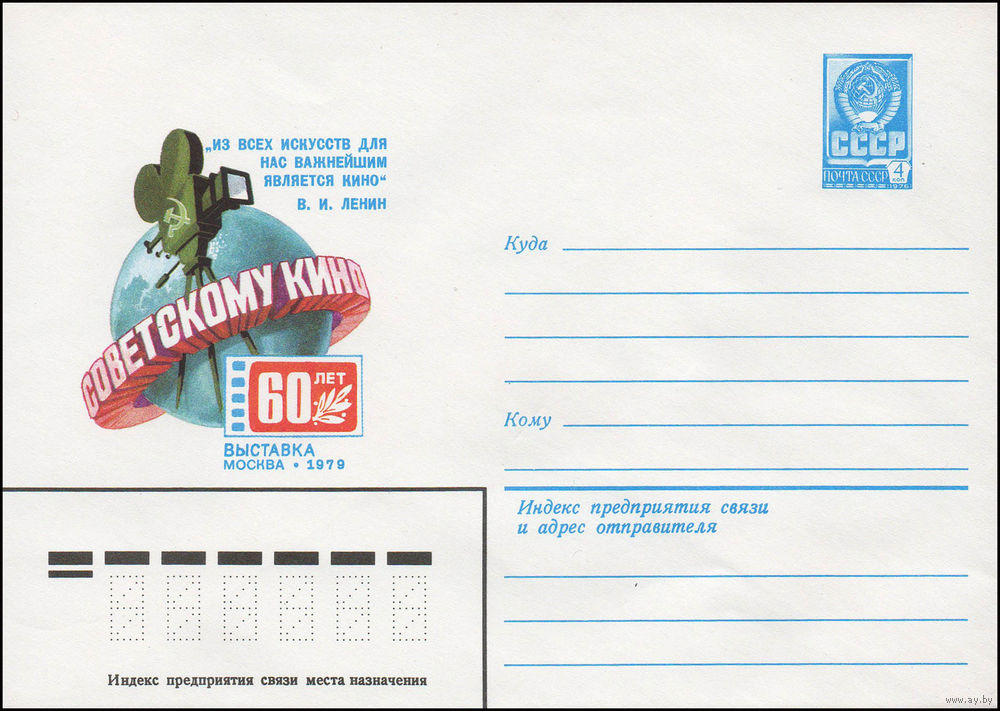 „ИЗ ВСЕХ ИСКУССТВ ДЛЯ
НАС ВАЖНЕЙШИМ
ЯВЛЯЕТСЯ КИНО“
В. И. ЛЕНИН
СОВЕТСКОМУ КИНО
60 ЛЕТ
ВЫСТАВКА
МОСКВА • 1979
СССР
ПОЧТА СССР 4
КОП
1976
Куда
Кому
Индекс предприятия связи
и адрес отправителя
Индекс предприятия связи места назначения
www.ay.by